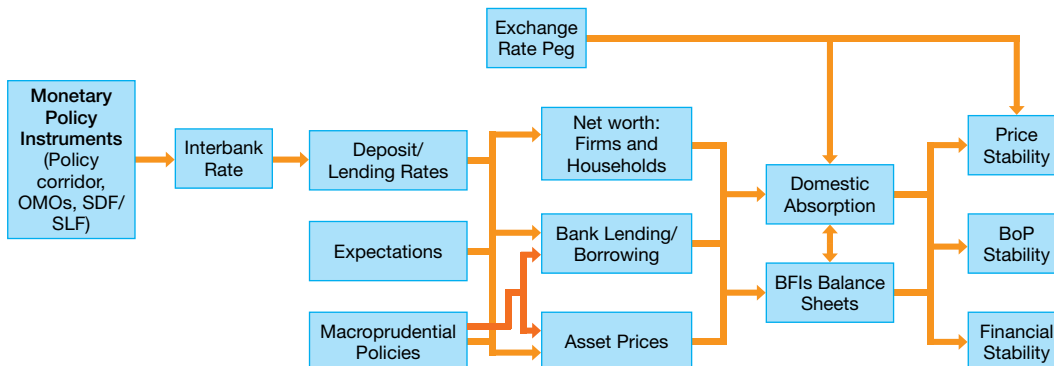 Exchange
Rate Peg
Monetary
Policy
Instruments
(Policy
corridor,
OMOs, SDF/
SLF)
Interbank
Rate
Deposit/
Lending Rates
Expectations
Macroprudential
Policies
Net worth:
Firms and
Households
Bank Lending/
Borrowing
Asset Prices
Domestic
Absorption
BFIs Balance
Sheets
Price
Stability
BoP
Stability
Financial
Stability